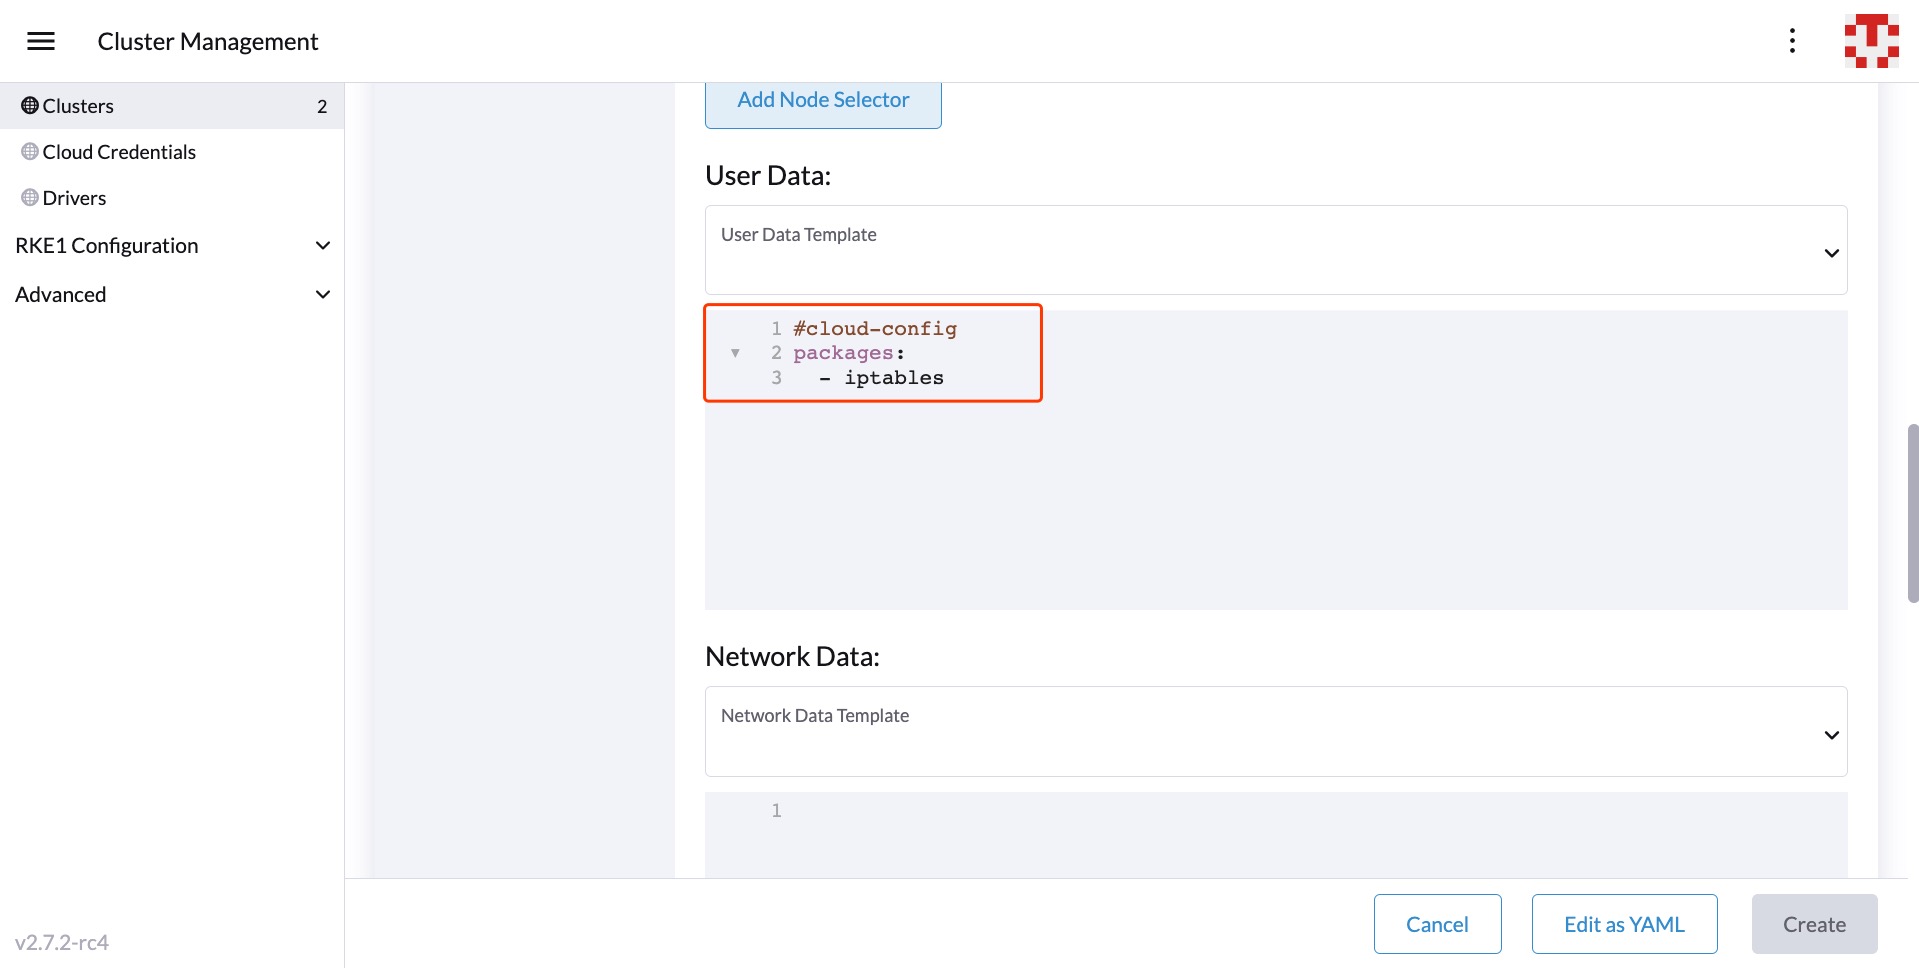 Cluster Management
Clusters 2
Cloud Credentials
Drivers
RKE1 Configuration
Advanced
v2.7.2-rc4
Add Node Selector
User Data:
User Data Template
1 #cloud-config
2 packages:
3 - iptables
Network Data:
Network Data Template
1
Cancel
Edit as YAML
Create